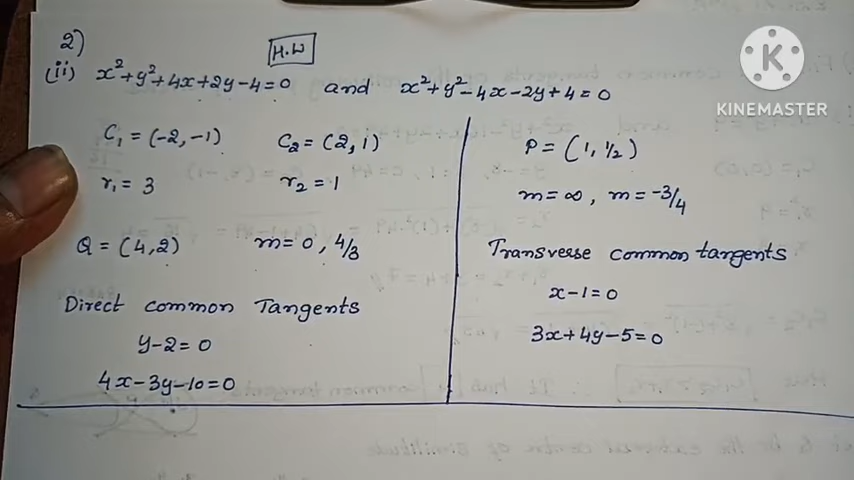 2)
H.W
(ii) x² + y² + 4x + 2y - 4 = 0 and x² + y² - 4x - 2y + 4 = 0
C₁ = (-2, -1) C₂ = (2, 1)
r₁ = 3 r₂ = 1
Q = (4, 2) m = 0, 4/3
Direct common Tangents
y - 2 = 0
4x - 3y - 10 = 0
P = (1, 1/2)
m = ∞, m = -3/4
Transverse common tangents
x - 1 = 0
3x + 4y - 5 = 0
K
KINEMASTER